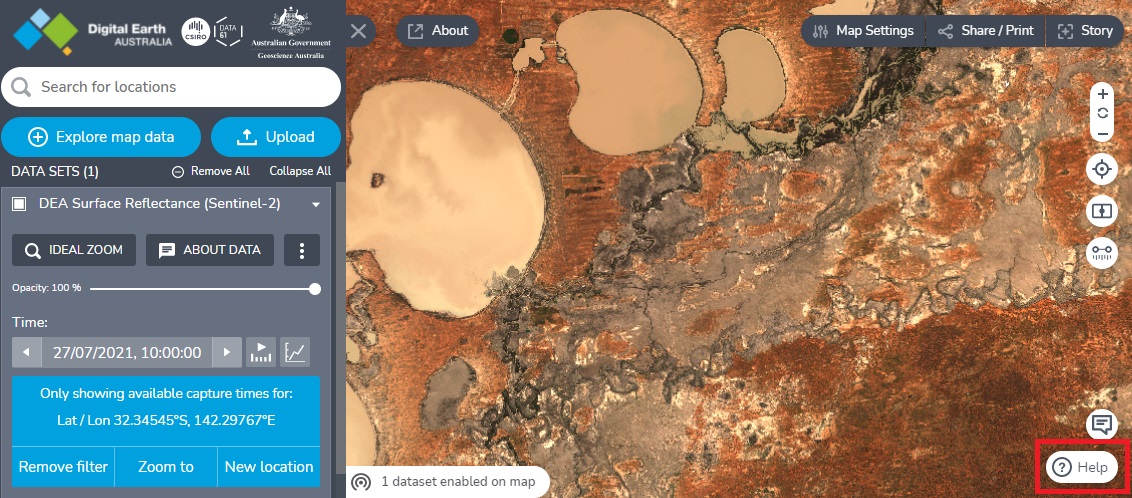 Digital Earth
AUSTRALIA
CSIRO
DATA
61
Australian Government
Geoscience Australia
About
Map Settings
Share / Print
Story
Search for locations
Explore map data
Upload
DATA SETS (1)
Remove All
Collapse All
DEA Surface Reflectance (Sentinel-2)
IDEAL ZOOM
ABOUT DATA
Opacity: 100 %
Time:
27/07/2021, 10:00:00
Only showing available capture times for:
Lat / Lon 32.34545°S, 142.29767°E
Remove filter
Zoom to
New location
1 dataset enabled on map
Help